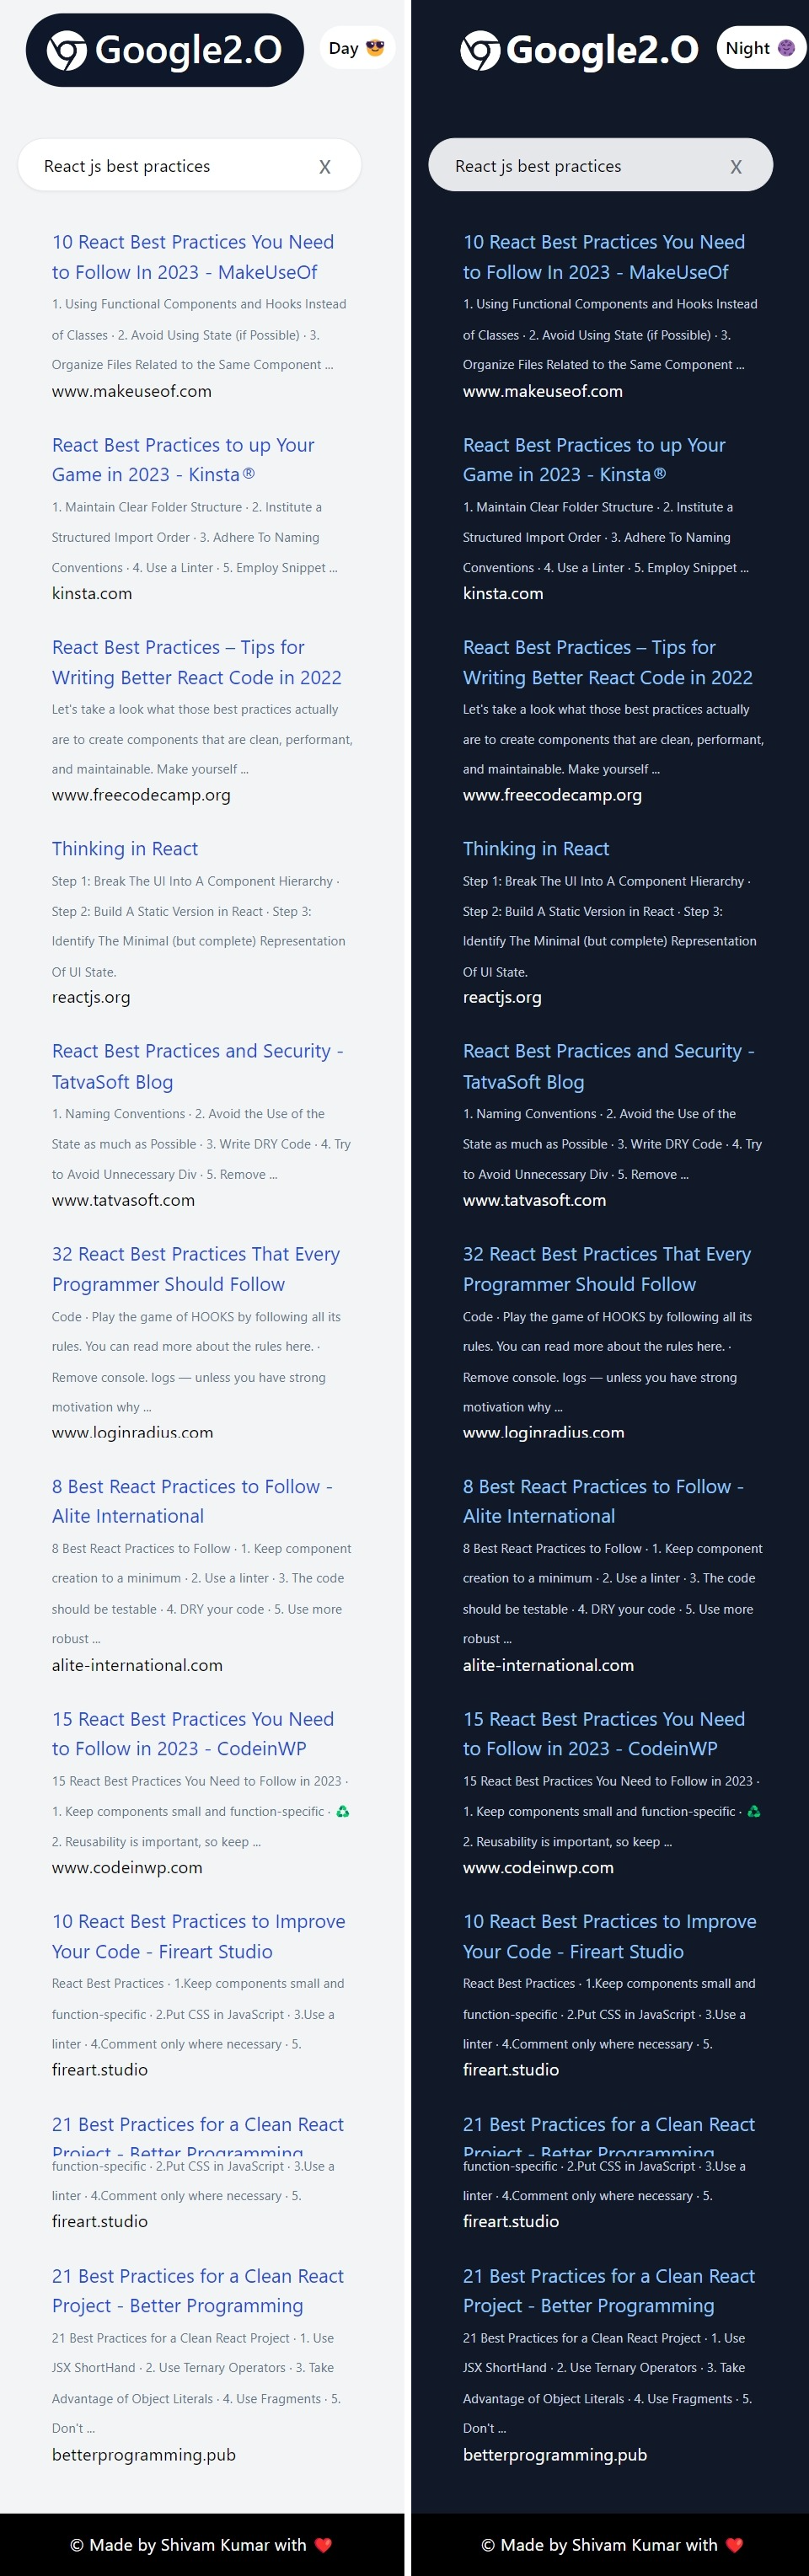 Google2.O
Day 😎
React js best practices X
10 React Best Practices You Need
to Follow In 2023 - MakeUseOf
1. Using Functional Components and Hooks Instead
of Classes · 2. Avoid Using State (if Possible) · 3.
Organize Files Related to the Same Component ...
www.makeuseof.com
React Best Practices to up Your
Game in 2023 - Kinsta®
1. Maintain Clear Folder Structure · 2. Institute a
Structured Import Order · 3. Adhere To Naming
Conventions · 4. Use a Linter · 5. Employ Snippet ...
kinsta.com
React Best Practices – Tips for
Writing Better React Code in 2022
Let's take a look what those best practices actually
are to create components that are clean, performant,
and maintainable. Make yourself ...
www.freecodecamp.org
Thinking in React
Step 1: Break The UI Into A Component Hierarchy ·
Step 2: Build A Static Version in React · Step 3:
Identify The Minimal (but complete) Representation
Of UI State.
reactjs.org
React Best Practices and Security -
TatvaSoft Blog
1. Naming Conventions · 2. Avoid the Use of the
State as much as Possible · 3. Write DRY Code · 4. Try
to Avoid Unnecessary Div · 5. Remove ...
www.tatvasoft.com
32 React Best Practices That Every
Programmer Should Follow
Code · Play the game of HOOKS by following all its
rules. You can read more about the rules here. ·
Remove console. logs — unless you have strong
motivation why ...
www.loginradius.com
8 Best React Practices to Follow -
Alite International
8 Best React Practices to Follow · 1. Keep component
creation to a minimum · 2. Use a linter · 3. The code
should be testable · 4. DRY your code · 5. Use more
robust ...
alite-international.com
15 React Best Practices You Need
to Follow in 2023 - CodeinWP
15 React Best Practices You Need to Follow in 2023 ·
1. Keep components small and function-specific · ♻
2. Reusability is important, so keep ...
www.codeinwp.com
10 React Best Practices to Improve
Your Code - Fireart Studio
React Best Practices · 1.Keep components small and
function-specific · 2.Put CSS in JavaScript · 3.Use a
linter · 4.Comment only where necessary · 5.
fireart.studio
21 Best Practices for a Clean React
Project - Better Programming
function-specific · 2.Put CSS in JavaScript · 3.Use a
linter · 4.Comment only where necessary · 5.
fireart.studio
21 Best Practices for a Clean React
Project - Better Programming
21 Best Practices for a Clean React Project · 1. Use
JSX ShortHand · 2. Use Ternary Operators · 3. Take
Advantage of Object Literals · 4. Use Fragments · 5.
Don't ...
betterprogramming.pub
© Made by Shivam Kumar with ❤️
Google2.O
Night
React js best practices X
10 React Best Practices You Need
to Follow In 2023 - MakeUseOf
1. Using Functional Components and Hooks Instead
of Classes · 2. Avoid Using State (if Possible) · 3.
Organize Files Related to the Same Component ...
www.makeuseof.com
React Best Practices to up Your
Game in 2023 - Kinsta®
1. Maintain Clear Folder Structure · 2. Institute a
Structured Import Order · 3. Adhere To Naming
Conventions · 4. Use a Linter · 5. Employ Snippet ...
kinsta.com
React Best Practices – Tips for
Writing Better React Code in 2022
Let's take a look what those best practices actually
are to create components that are clean, performant,
and maintainable. Make yourself ...
www.freecodecamp.org
Thinking in React
Step 1: Break The UI Into A Component Hierarchy ·
Step 2: Build A Static Version in React · Step 3:
Identify The Minimal (but complete) Representation
Of UI State.
reactjs.org
React Best Practices and Security -
TatvaSoft Blog
1. Naming Conventions · 2. Avoid the Use of the
State as much as Possible · 3. Write DRY Code · 4. Try
to Avoid Unnecessary Div · 5. Remove ...
www.tatvasoft.com
32 React Best Practices That Every
Programmer Should Follow
Code · Play the game of HOOKS by following all its
rules. You can read more about the rules here. ·
Remove console. logs — unless you have strong
motivation why ...
www.loginradius.com
8 Best React Practices to Follow -
Alite International
8 Best React Practices to Follow · 1. Keep component
creation to a minimum · 2. Use a linter · 3. The code
should be testable · 4. DRY your code · 5. Use more
robust ...
alite-international.com
15 React Best Practices You Need
to Follow in 2023 - CodeinWP
15 React Best Practices You Need to Follow in 2023 ·
1. Keep components small and function-specific · ♻
2. Reusability is important, so keep ...
www.codeinwp.com
10 React Best Practices to Improve
Your Code - Fireart Studio
React Best Practices · 1.Keep components small and
function-specific · 2.Put CSS in JavaScript · 3.Use a
linter · 4.Comment only where necessary · 5.
fireart.studio
21 Best Practices for a Clean React
Project - Better Programming
function-specific · 2.Put CSS in JavaScript · 3.Use a
linter · 4.Comment only where necessary · 5.
fireart.studio
21 Best Practices for a Clean React
Project - Better Programming
21 Best Practices for a Clean React Project · 1. Use
JSX ShortHand · 2. Use Ternary Operators · 3. Take
Advantage of Object Literals · 4. Use Fragments · 5.
Don't ...
betterprogramming.pub
© Made by Shivam Kumar with ❤️